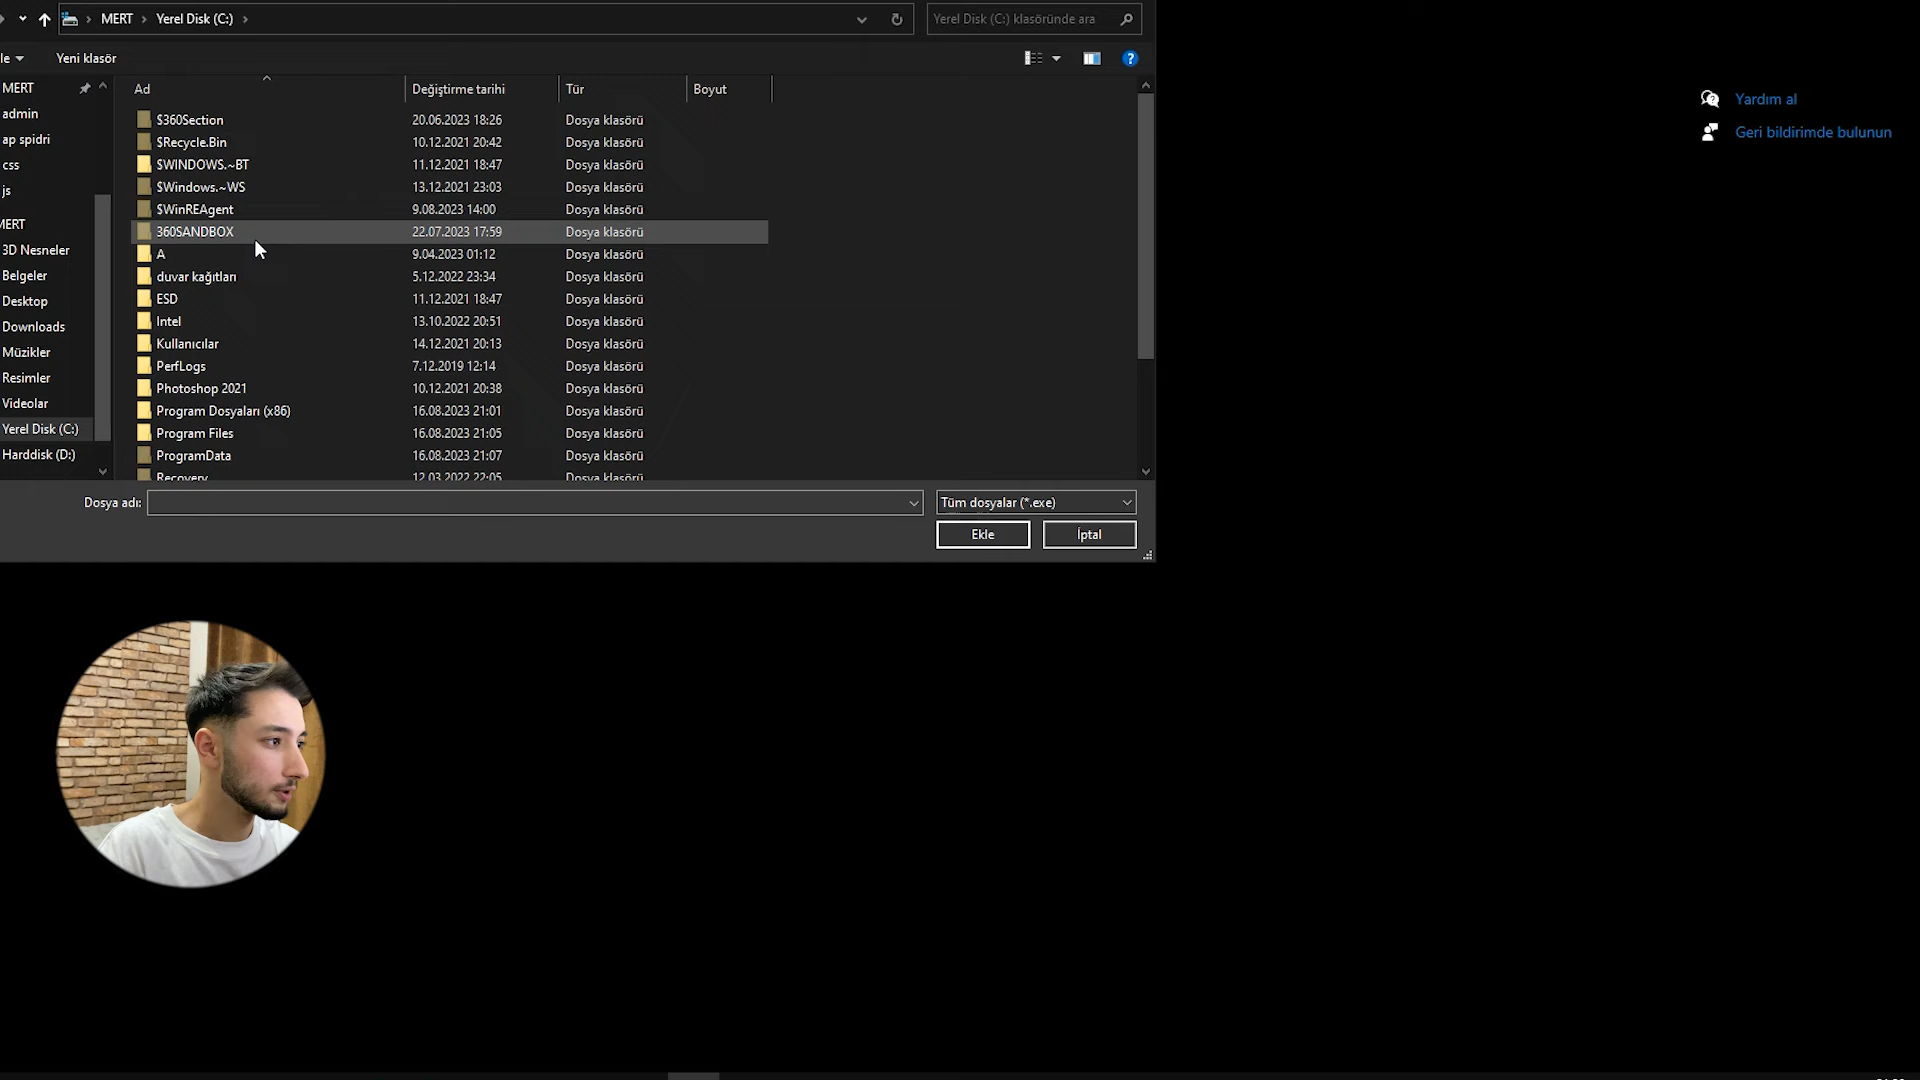 MERT > Yerel Disk (C:) >
Yerel Disk (C:) klasöründe ara
le
Yeni klasör
MERT
admin
ap spidri
css
js
MERT
3D Nesneler
Belgeler
Desktop
Downloads
Müzikler
Resimler
Videolar
Yerel Disk (C:)
Harddisk (D:)
Ad Değiştirme tarihi Tür Boyut
$360Section 20.06.2023 18:26 Dosya klasörü
$Recycle.Bin 10.12.2021 20:42 Dosya klasörü
$WINDOWS.~BT 11.12.2021 18:47 Dosya klasörü
$Windows.~WS 13.12.2021 23:03 Dosya klasörü
$WinREAgent 9.08.2023 14:00 Dosya klasörü
360SANDBOX 22.07.2023 17:59 Dosya klasörü
A 9.04.2023 01:12 Dosya klasörü
duvar kağıtları 5.12.2022 23:34 Dosya klasörü
ESD 11.12.2021 18:47 Dosya klasörü
Intel 13.10.2022 20:51 Dosya klasörü
Kullanıcılar 14.12.2021 20:13 Dosya klasörü
PerfLogs 7.12.2019 12:14 Dosya klasörü
Photoshop 2021 10.12.2021 20:38 Dosya klasörü
Program Dosyaları (x86) 16.08.2023 21:01 Dosya klasörü
Program Files 16.08.2023 21:05 Dosya klasörü
ProgramData 16.08.2023 21:07 Dosya klasörü
Recovery 12.03.2022 22:05 Dosya klasörü
Dosya adı:
Tüm dosyalar (*.exe)
Ekle
İptal
Yardım al
Geri bildirimde bulunun